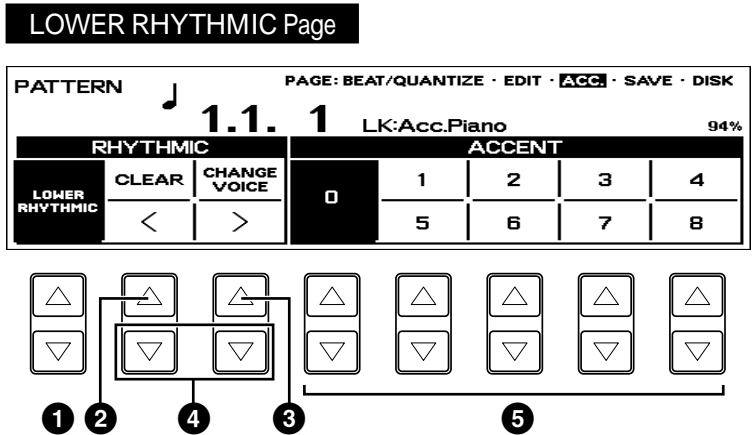 LOWER RHYTHMIC Page
PATTERN
PAGE: BEAT/QUANTIZE · EDIT · ACC. · SAVE · DISK
1.1. 1 LK:Acc.Piano 94%
RHYTHMIC ACCENT
LOWER RHYTHMIC
CLEAR
CHANGE VOICE
< >
0
1 2 3 4
5 6 7 8
1 2 4 3 5